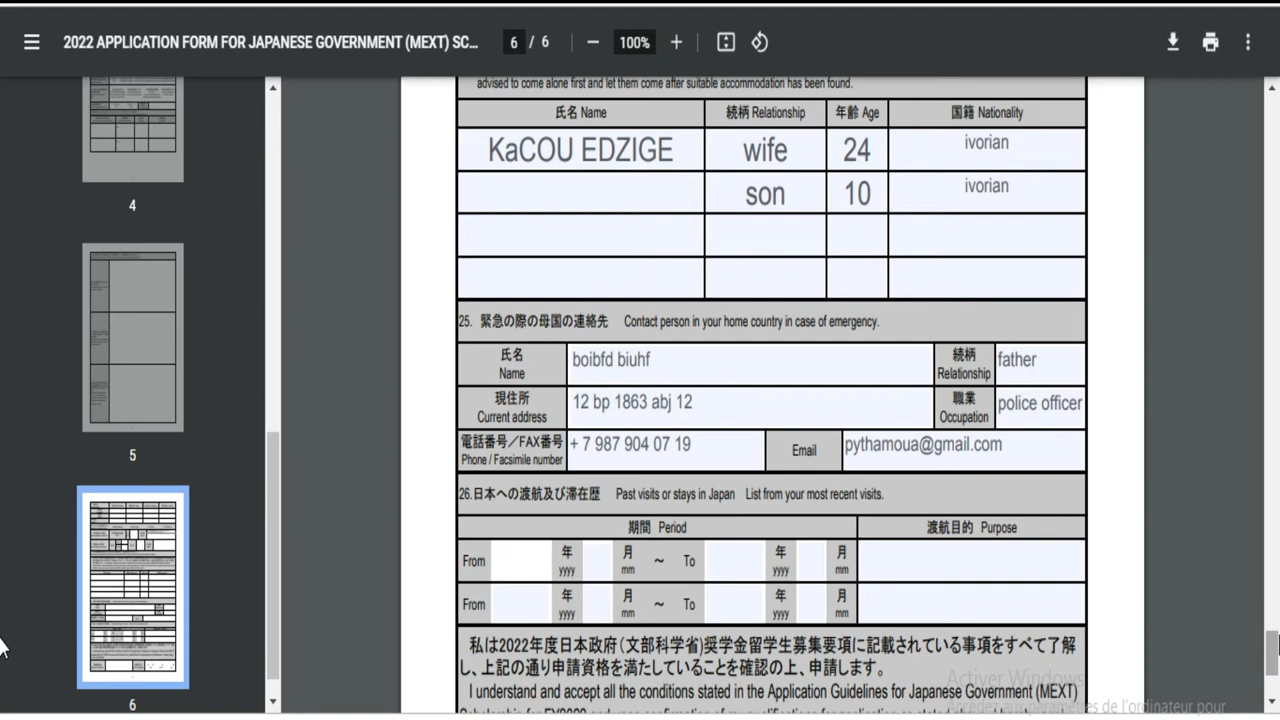 2022 APPLICATION FORM FOR JAPANESE GOVERNMENT (MEXT) SC...
6 / 6
100%
4
5
6
advised to come alone first and let them come after suitable accommodation has been found.
氏名 Name 続柄 Relationship 年齢 Age 国籍 Nationality
KaCOU EDZIGE wife 24 ivorian
son 10 ivorian
25. 緊急の際の母国の連絡先 Contact person in your home country in case of emergency.
氏名 Name boibfd biuhf 続柄 Relationship father
現住所 Current address 12 bp 1863 abj 12 職業 Occupation police officer
電話番号／FAX番号 Phone / Facsimile number + 7 987 904 07 19 Email pythamoua@gmail.com
26.日本への渡航及び滞在歴 Past visits or stays in Japan List from your most recent visits.
期間 Period 渡航目的 Purpose
From 年 yyyy 月 mm ～ To 年 yyyy 月 mm
From 年 yyyy 月 mm ～ To 年 yyyy 月 mm
私は2022年度日本政府（文部科学省）奨学金留学生募集要項に記載されている事項をすべて了解
し、上記の通り申請資格を満たしていることを確認の上、申請します。
I understand and accept all the conditions stated in the Application Guidelines for Japanese Government (MEXT)
Activer Windows
Accédez aux paramètres de l'ordinateur pour